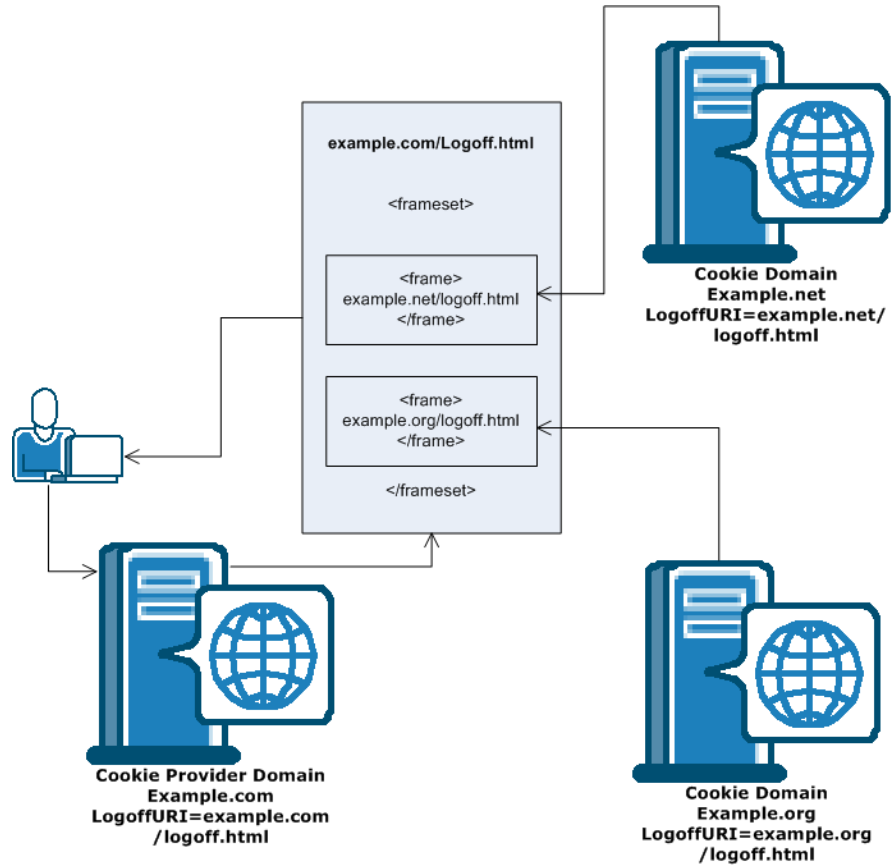 example.com/Logoff.html
<frameset>
<frame>
example.net/logoff.html
</frame>
<frame>
example.org/logoff.html
</frame>
</frameset>
Cookie Domain
Example.net
LogoffURI=example.net/
logoff.html
Cookie Provider Domain
Example.com
LogoffURI=example.com
/logoff.html
Cookie Domain
Example.org
LogoffURI=example.org
/logoff.html